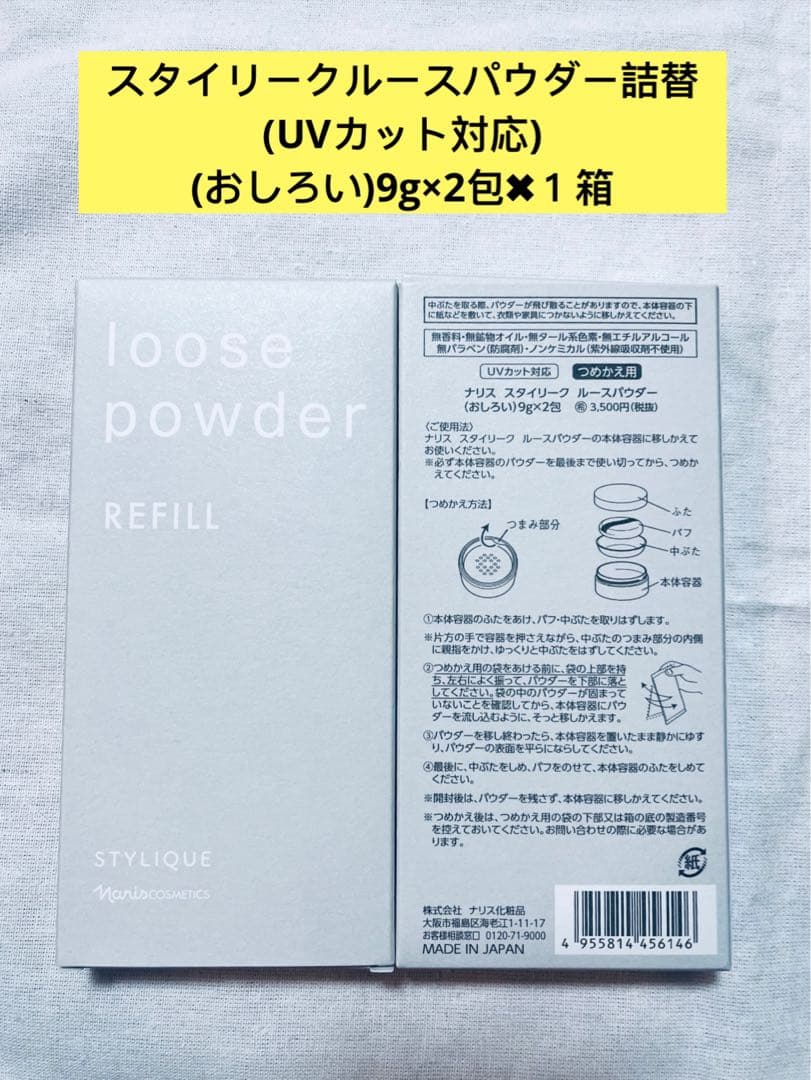 スタイリークルースパウダー詰替
(UVカット対応)
(おしろい)9g×2包✖１箱
loose
powder
REFILL
STYLIQUE
naris COSMETICS
中ぶたを取る際、パウダーが飛び散ることがありますので、本体容器の下
に紙などを敷いて、衣類や家具につかないように移しかえてください。
無香料・無鉱物オイル・無タール系色素・無エチルアルコール
無パラベン(防腐剤)・ノンケミカル(紫外線吸収剤不使用)
UVカット対応 つめかえ用
ナリス スタイリーク ルースパウダー
(おしろい)9g×2包 ㊓ 3,500円(税抜)
〈ご使用法〉
ナリス スタイリーク ルースパウダーの本体容器に移しかえて
お使いください。
※必ず本体容器のパウダーを最後まで使い切ってから、つめか
えてください。
【つめかえ方法】
つまみ部分
ふた
パフ
中ぶた
本体容器
①本体容器のふたをあけ、パフ・中ぶたを取りはずします。
※片方の手で容器を押さえながら、中ぶたのつまみ部分の内側
に親指をかけ、ゆっくりと中ぶたをはずしてください。
②つめかえ用の袋をあける前に、袋の上部を持
ち、左右によく振って、パウダーを下部に落と
してください。袋の中のパウダーが固まって
いないことを確認してから、本体容器にパウ
ダーを流し込むように、そっと移しかえます。
③パウダーを移し終わったら、本体容器を置いたまま静かにゆす
り、パウダーの表面を平らにならしてください。
④最後に、中ぶたをしめ、パフをのせて、本体容器のふたをしめて
ください。
※開封後は、パウダーを残さず、本体容器に移しかえてください。
※つめかえ後は、つめかえ用の袋の下部又は箱の底の製造番号
を控えておいてください。お問い合わせの際に必要な場合があ
ります。
紙
株式会社 ナリス化粧品
大阪市福島区海老江1-11-17
お客様相談窓口 0120-71-9000
MADE IN JAPAN
4 955814 456146